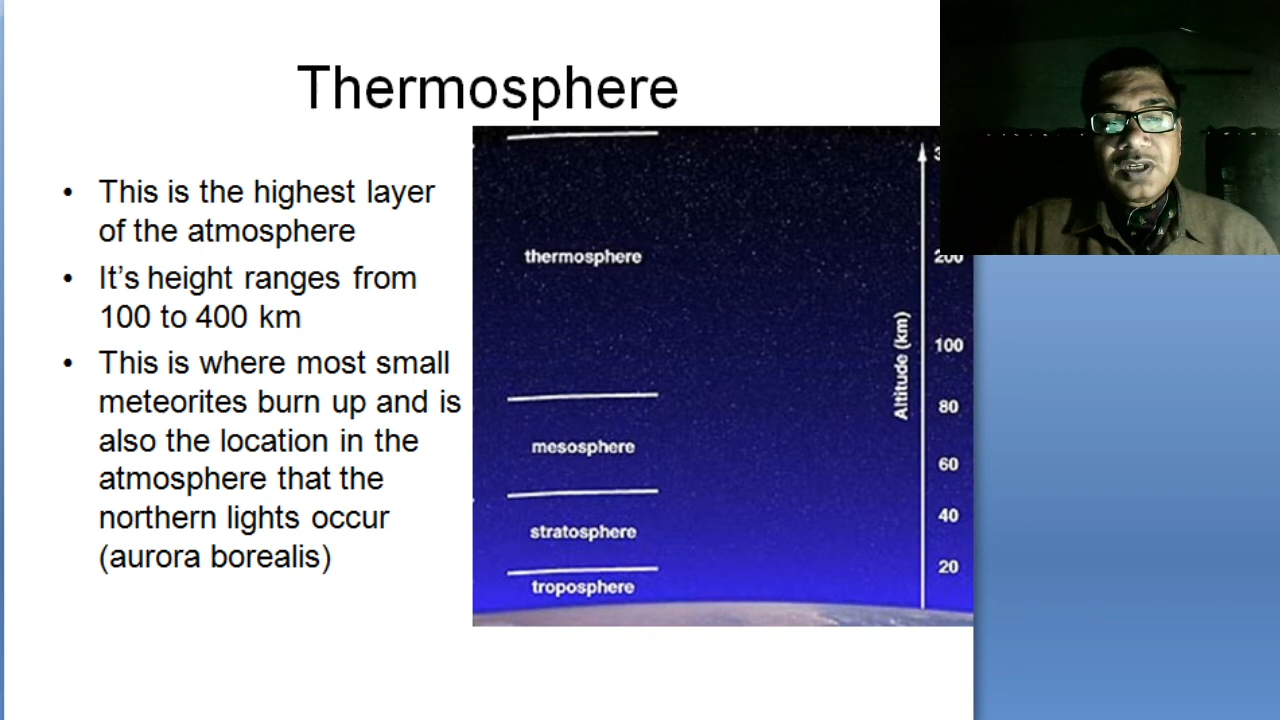 Thermosphere
• This is the highest layer
of the atmosphere
• It’s height ranges from
100 to 400 km
• This is where most small
meteorites burn up and is
also the location in the
atmosphere that the
northern lights occur
(aurora borealis)
thermosphere
mesosphere
stratosphere
troposphere
Altitude (km)
200
100
80
60
40
20